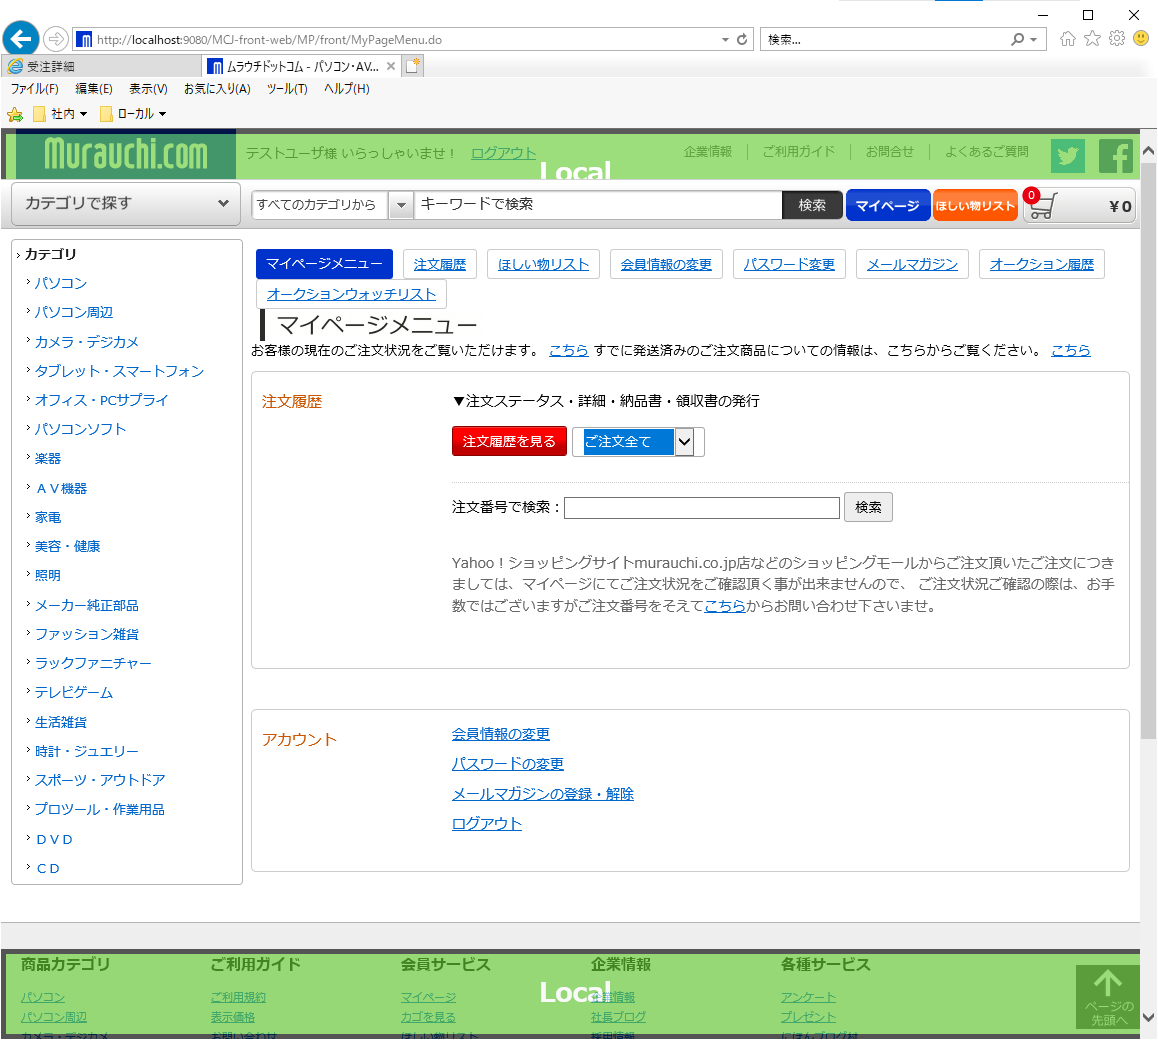 http://localhost:9080/MCJ-front-web/MP/front/MyPageMenu.do
検索...
受注詳細
ムラウチドットコム - パソコン・AV...
ファイル(F) 編集(E) 表示(V) お気に入り(A) ツール(T) ヘルプ(H)
社内 ローカル
Murauchi.com
テストユーザ様 いらっしゃいませ！ ログアウト
企業情報 ご利用ガイド お問合せ よくあるご質問
Local
カテゴリで探す
すべてのカテゴリから
キーワードで検索
検索
マイページ
ほしい物リスト
0
¥ 0
カテゴリ
パソコン
パソコン周辺
カメラ・デジカメ
タブレット・スマートフォン
オフィス・PCサプライ
パソコンソフト
楽器
ＡＶ機器
家電
美容・健康
照明
メーカー純正部品
ファッション雑貨
ラックファニチャー
テレビゲーム
生活雑貨
時計・ジュエリー
スポーツ・アウトドア
プロツール・作業用品
ＤＶＤ
ＣＤ
マイページメニュー 注文履歴 ほしい物リスト 会員情報の変更 パスワード変更 メールマガジン オークション履歴
オークションウォッチリスト
マイページメニュー
お客様の現在のご注文状況をご覧いただけます。 こちら すでに発送済みのご注文商品についての情報は、こちらからご覧ください。 こちら
注文履歴
▼注文ステータス・詳細・納品書・領収書の発行
注文履歴を見る
ご注文全て
注文番号で検索：
検索
Yahoo！ショッピングサイトmurauchi.co.jp店などのショッピングモールからご注文頂いたご注文につき
ましては、マイページにてご注文状況をご確認頂く事が出来ませんので、 ご注文状況ご確認の際は、お手
数ではございますがご注文番号をそえてこちらからお問い合わせ下さいませ。
アカウント
会員情報の変更
パスワードの変更
メールマガジンの登録・解除
ログアウト
商品カテゴリ ご利用ガイド 会員サービス 企業情報 各種サービス
Local
パソコン ご利用規約 マイページ 企業情報 アンケート
パソコン周辺 表示価格 カゴを見る 社長ブログ プレゼント
カメラ・デジカメ お問い合わせ ほしい物リスト 採用情報 にほんブログ村
ページの
先頭へ